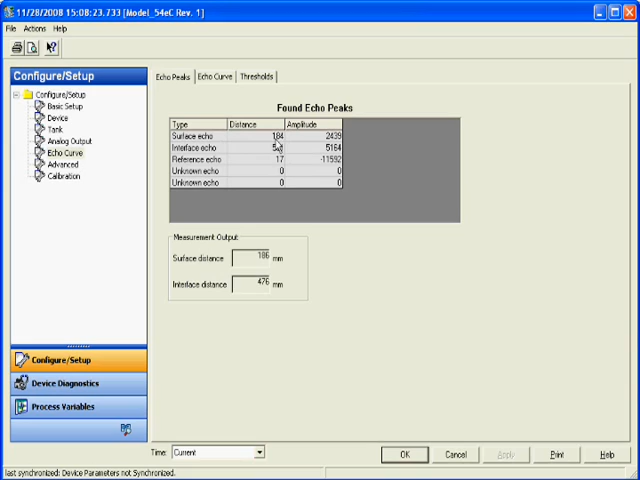 11/28/2008 15:08:23.733 [Model_54eC Rev. 1]
File Actions Help
Configure/Setup
Configure/Setup
Basic Setup
Device
Tank
Analog Output
Echo Curve
Advanced
Calibration
Configure/Setup
Device Diagnostics
Process Variables
Echo Peaks Echo Curve Thresholds
Found Echo Peaks
Type Distance Amplitude
Surface echo 184 2439
Interface echo 5164
Reference echo 17 -11592
Unknown echo 0 0
Unknown echo 0 0
Measurement Output
Surface distance 186 mm
Interface distance 476 mm
Time: Current
OK Cancel Apply Print Help
last synchronized: Device Parameters not Synchronized.